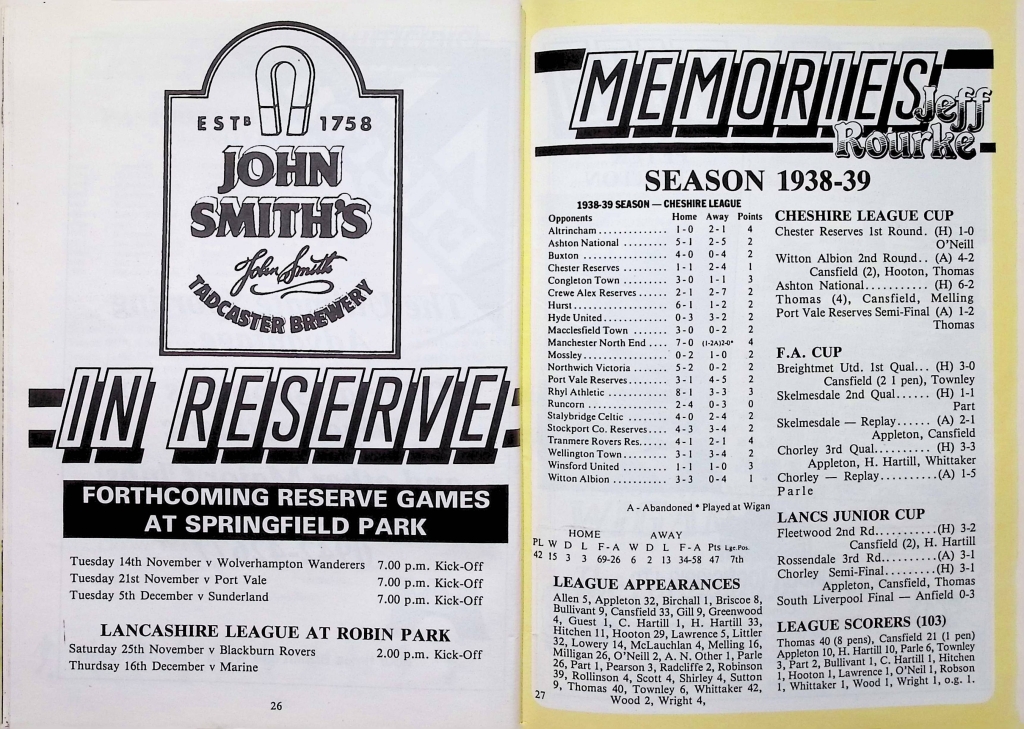 ESTB 1758
JOHN
SMITH'S
John Smith
TADCASTER BREWERY
IN RESERVE
FORTHCOMING RESERVE GAMES
AT SPRINGFIELD PARK
Tuesday 14th November v Wolverhampton Wanderers 7.00 p.m. Kick-Off
Tuesday 21st November v Port Vale 7.00 p.m. Kick-Off
Tuesday 5th December v Sunderland 7.00 p.m. Kick-Off
LANCASHIRE LEAGUE AT ROBIN PARK
Saturday 25th November v Blackburn Rovers 2.00 p.m. Kick-Off
Thurdsay 16th December v Marine
26
MEMORIES
Jeff
Rourke
SEASON 1938-39
1938-39 SEASON — CHESHIRE LEAGUE
Opponents Home Away Points
Altrincham.............. 1-0 2-1 4
Ashton National ......... 5-1 2-5 2
Buxton ................. 4-0 0-4 2
Chester Reserves ........ 1-1 2-4 1
Congleton Town ......... 3-0 1-1 3
Crewe Alex Reserves...... 2-1 2-7 2
Hurst................... 6-1 1-2 2
Hyde United............. 0-3 3-2 2
Macclesfield Town ....... 3-0 0-2 2
Manchester North End .... 7-0 (1-2A)2-0* 4
Mossley................. 0-2 1-0 2
Northwich Victoria ....... 5-2 0-2 2
Port Vale Reserves........ 3-1 4-5 2
Rhyl Athletic ............ 8-1 3-3 3
Runcorn ................ 2-4 0-3 0
Stalybridge Celtic ........ 4-0 2-4 2
Stockport Co. Reserves.... 4-3 3-4 2
Tranmere Rovers Res...... 4-1 2-1 4
Wellington Town......... 3-1 3-4 2
Winsford United ......... 1-1 1-0 3
Witton Albion ........... 3-3 0-4 1
A - Abandoned * Played at Wigan
HOME AWAY
PL W D L F-A W D L F-A Pts Lge.Pos.
42 15 3 3 69-26 6 2 13 34-58 47 7th
LEAGUE APPEARANCES
Allen 5, Appleton 32, Birchall 1, Briscoe 8,
Bullivant 9, Cansfield 33, Gill 9, Greenwood
4, Guest 1, C. Hartill 1, H. Hartill 33,
Hitchen 11, Hooton 29, Lawrence 5, Littler
32, Lowery 14, McLauchlan 4, Melling 16,
Milligan 26, O'Neill 2, A. N. Other 1, Parle
26, Part 1, Pearson 3, Radcliffe 2, Robinson
39, Rollinson 4, Scott 4, Shirley 4, Sutton
9, Thomas 40, Townley 6, Whittaker 42,
Wood 2, Wright 4,
27
CHESHIRE LEAGUE CUP
Chester Reserves 1st Round. (H) 1-0
O'Neill
Witton Albion 2nd Round.. (A) 4-2
Cansfield (2), Hooton, Thomas
Ashton National.......... (H) 6-2
Thomas (4), Cansfield, Melling
Port Vale Reserves Semi-Final (A) 1-2
Thomas
F.A. CUP
Breightmet Utd. 1st Qual... (H) 3-0
Cansfield (2 1 pen), Townley
Skelmesdale 2nd Qual...... (H) 1-1
Part
Skelmesdale — Replay...... (A) 2-1
Appleton, Cansfield
Chorley 3rd Qual.......... (H) 3-3
Appleton, H. Hartill, Whittaker
Chorley — Replay..........(A) 1-5
Parle
LANCS JUNIOR CUP
Fleetwood 2nd Rd..........(H) 3-2
Cansfield (2), H. Hartill
Rossendale 3rd Rd.........(A) 3-1
Chorley Semi-Final.........(H) 3-1
Appleton, Cansfield, Thomas
South Liverpool Final — Anfield 0-3
LEAGUE SCORERS (103)
Thomas 40 (8 pens), Cansfield 21 (1 pen)
Appleton 10, H. Hartill 10, Parle 6, Townley
3, Part 2, Bullivant 1, C. Hartill 1, Hitchen
1, Hooton 1, Lawrence 1, O'Neil 1, Robson
1, Whittaker 1, Wood 1, Wright 1, o.g. 1.